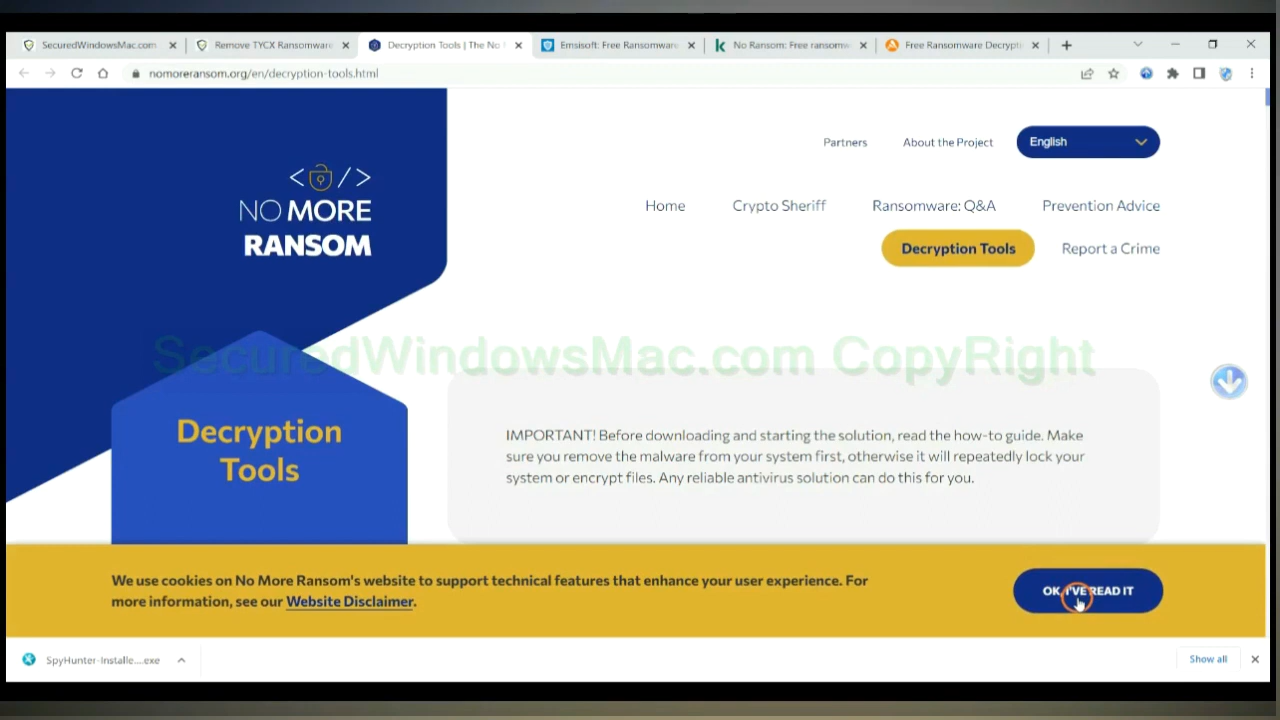 SecuredWindowsMac.com
Remove TYCX Ransomware
Decryption Tools | The No
Emsisoft: Free Ransomware
No Ransom: Free ransomw
Free Ransomware Decrypti
nomoreransom.org/en/decryption-tools.html
Partners
About the Project
English
</>
NO MORE
RANSOM
Home
Crypto Sheriff
Ransomware: Q&A
Prevention Advice
Decryption Tools
Report a Crime
SecuredWindowsMac.com CopyRight
Decryption
Tools
IMPORTANT! Before downloading and starting the solution, read the how-to guide. Make
sure you remove the malware from your system first, otherwise it will repeatedly lock your
system or encrypt files. Any reliable antivirus solution can do this for you.
We use cookies on No More Ransom's website to support technical features that enhance your user experience. For
more information, see our Website Disclaimer.
OK, I'VE READ IT
SpyHunter-Installe....exe
Show all